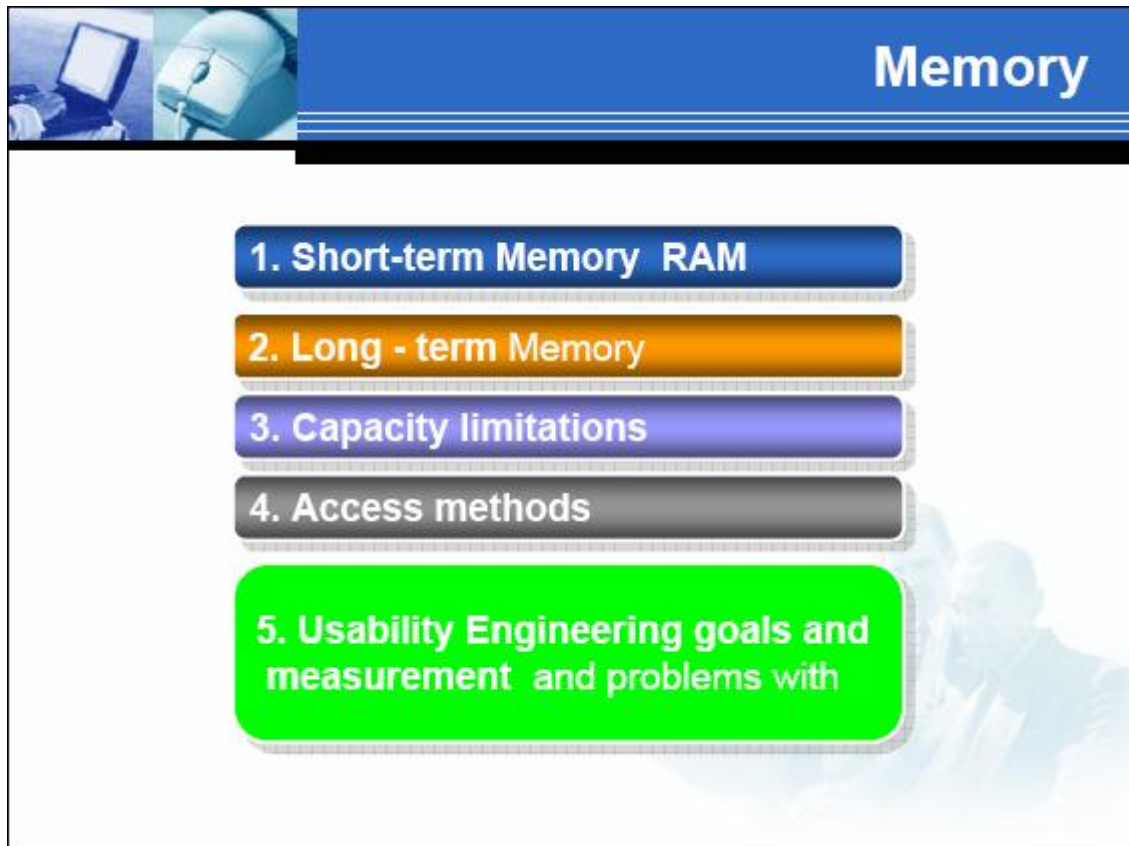 Memory
1. Short-term Memory RAM
2. Long - term Memory
3. Capacity limitations
4. Access methods
5. Usability Engineering goals and
measurement and problems with